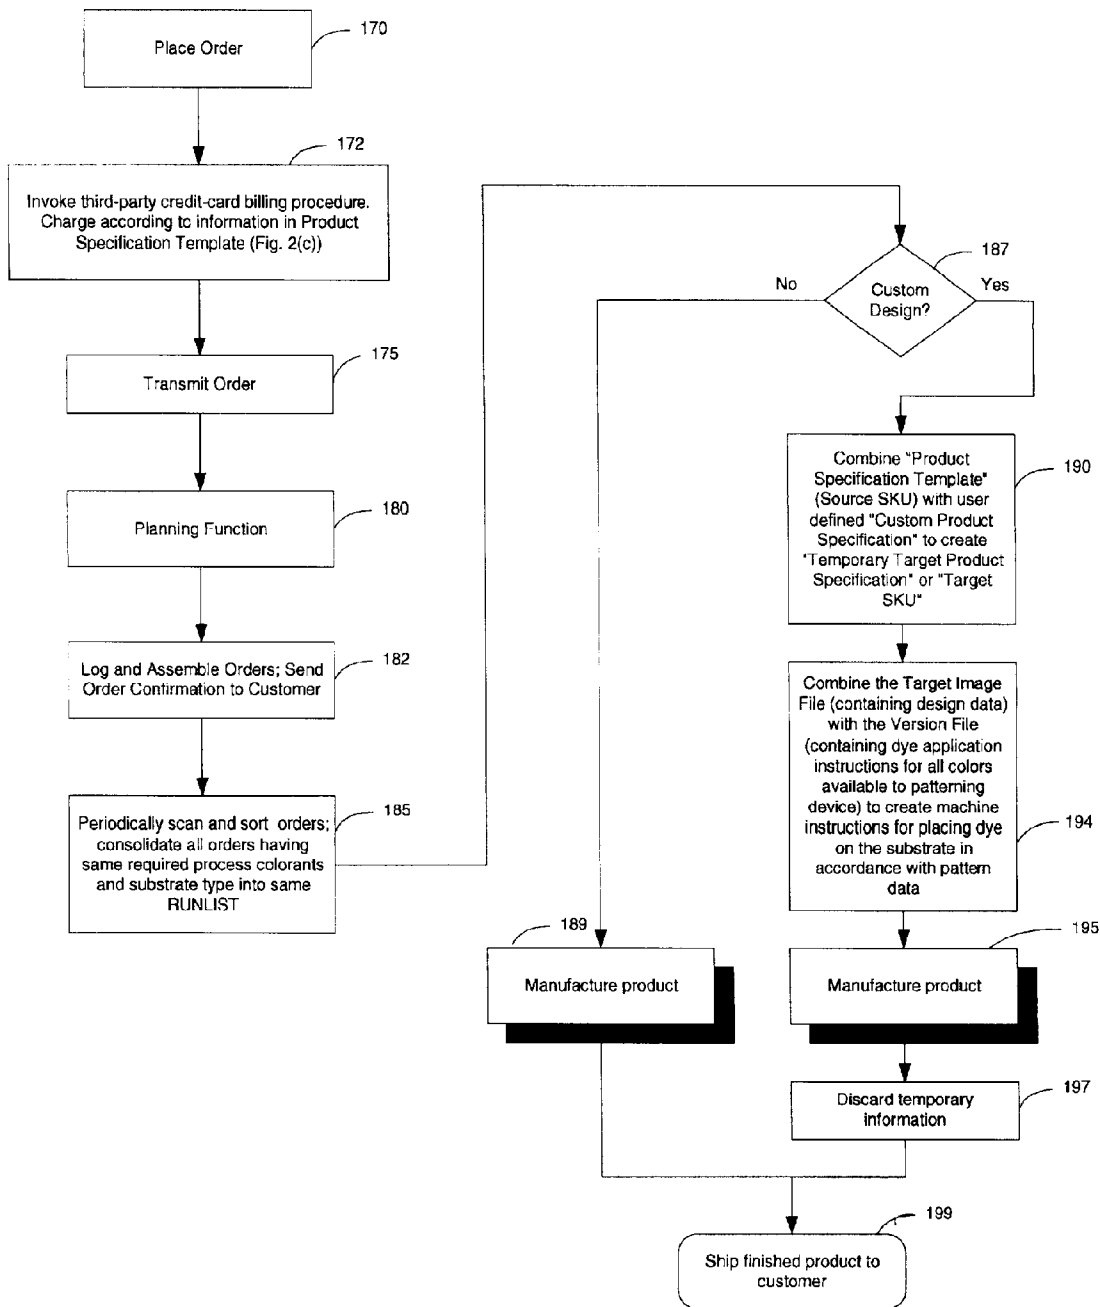 Place Order
170
172
Invoke third-party credit-card billing procedure.
Charge according to information in Product
Specification Template (Fig. 2(c))
175
Transmit Order
180
Planning Function
182
Log and Assemble Orders; Send
Order Confirmation to Customer
185
Periodically scan and sort orders;
consolidate all orders having
same required process colorants
and substrate type into same
RUNLIST
187
Custom
Design?
No
Yes
190
Combine "Product
Specification Template"
(Source SKU) with user
defined "Custom Product
Specification" to create
"Temporary Target Product
Specification" or "Target
SKU"
Combine the Target Image
File (containing design data)
with the Version File
(containing dye application
instructions for all colors
available to patterning
device) to create machine
instructions for placing dye
on the substrate in
accordance with pattern
data
194
189
Manufacture product
195
Manufacture product
197
Discard temporary
information
199
Ship finished product to
customer